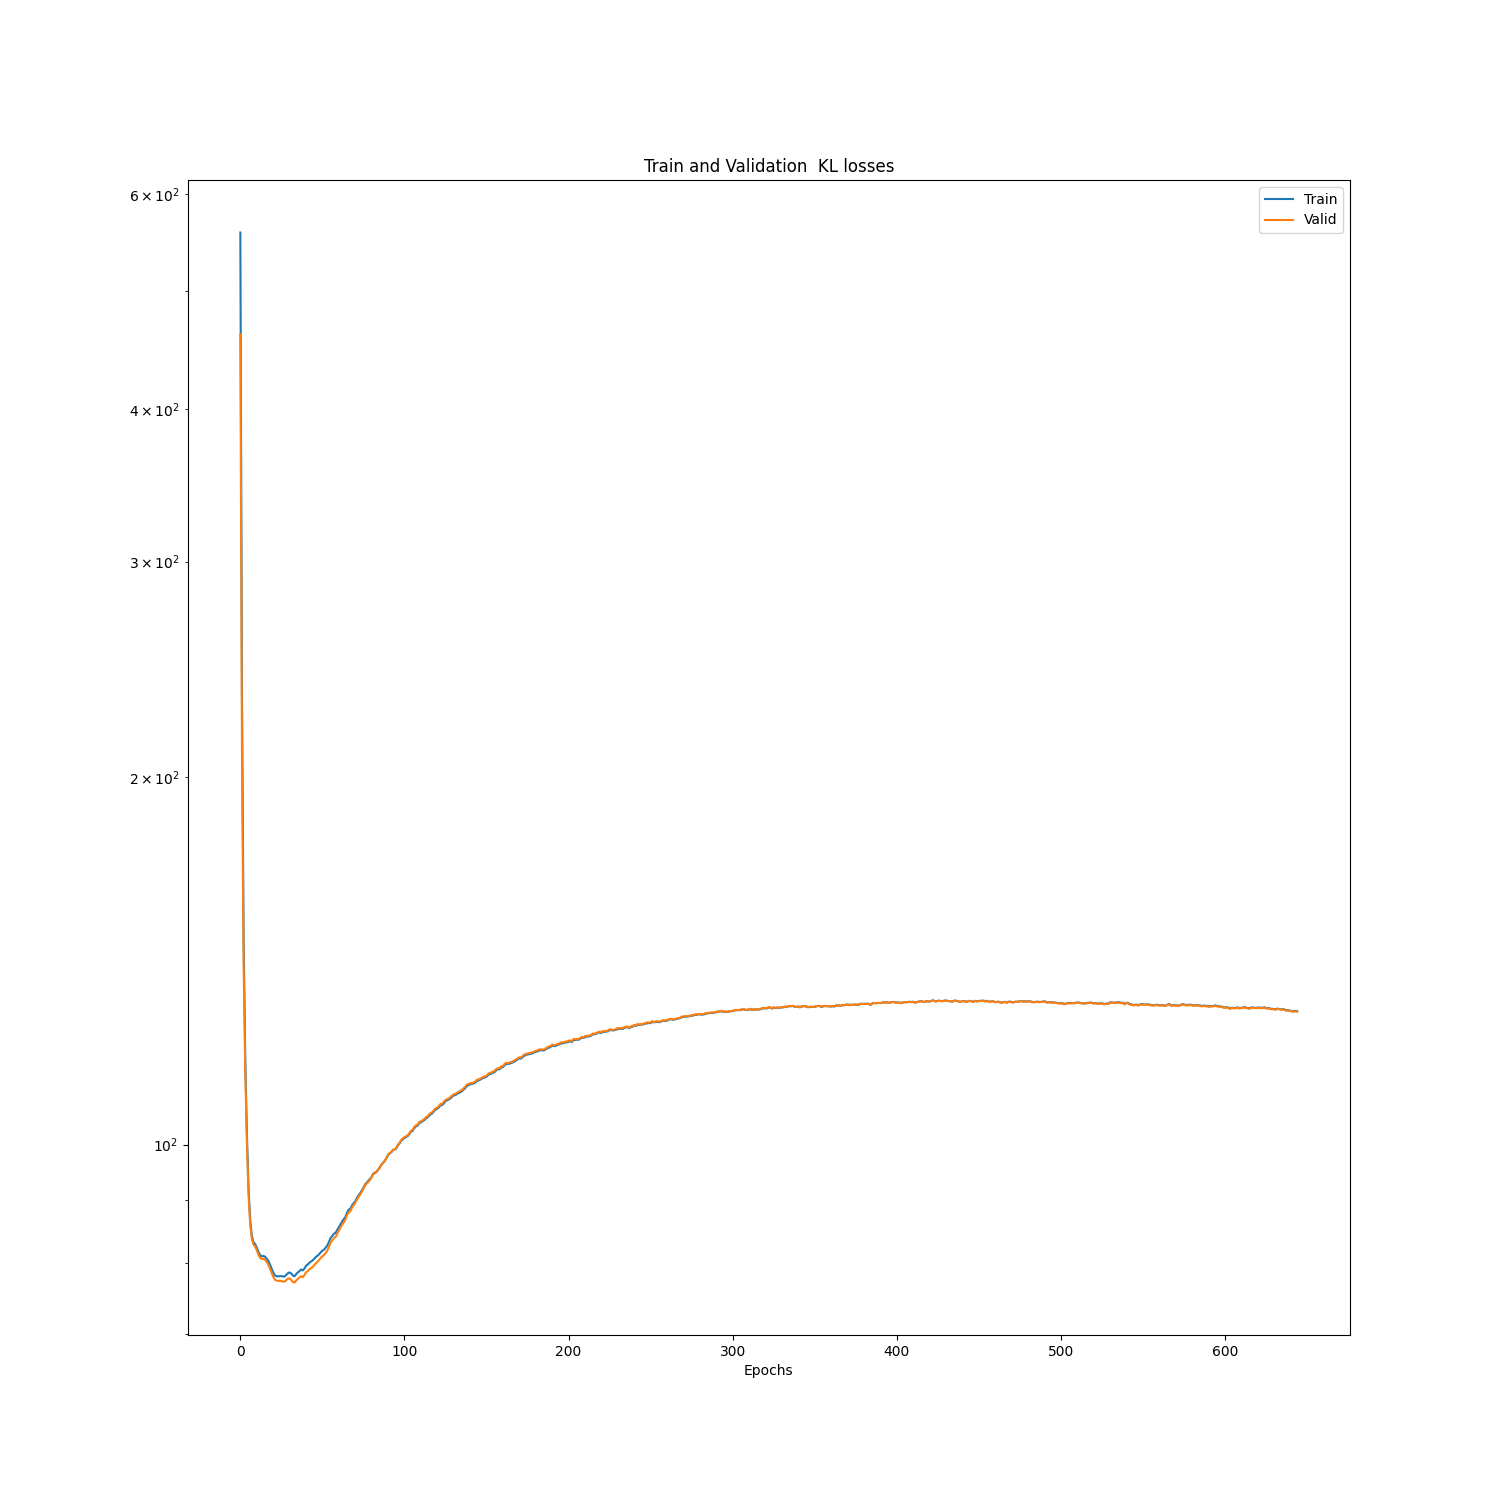 Train and Validation  KL losses
Train
Valid
6 × 10²
4 × 10²
3 × 10²
2 × 10²
10²
0 100 200 300 400 500 600
Epochs